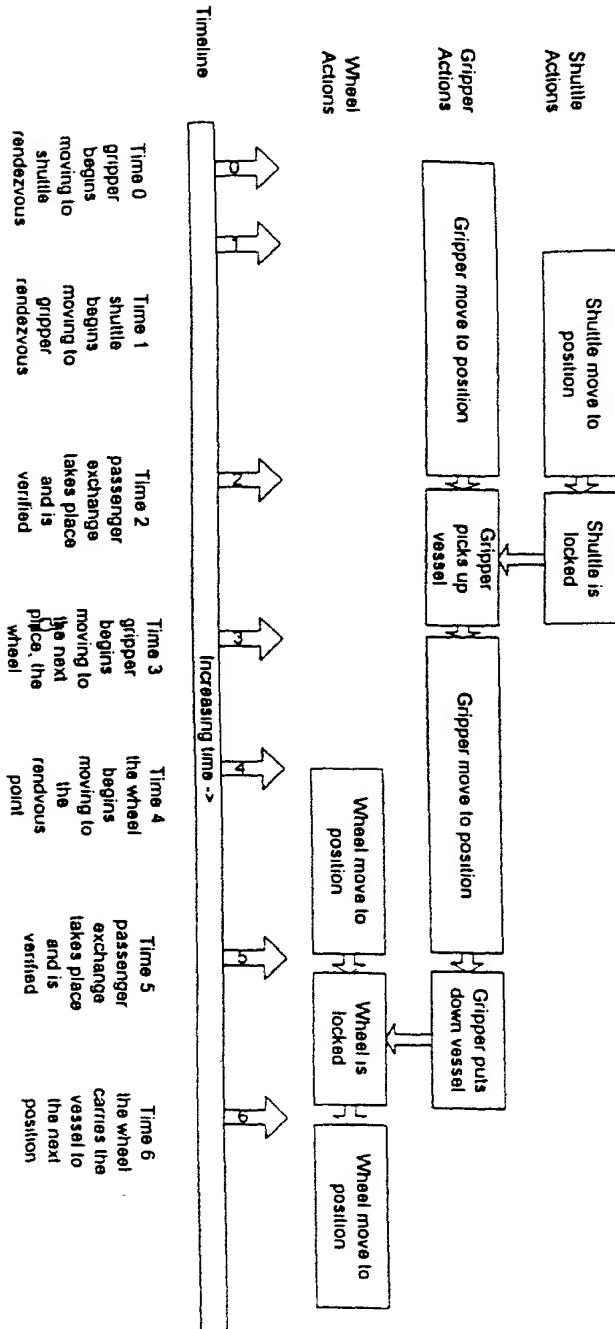 Shuttle
Actions
Shuttle move to
position
Shuttle is
locked
Gripper
Actions
Gripper move to position
Gripper
picks up
vessel
Gripper move to position
Gripper puts
down vessel
Wheel
Actions
Wheel move to
position
Wheel is
locked
Wheel move to
position
Timeline
0
1
2
3
4
5
6
Increasing time ->
Time 0
gripper
begins
moving to
shuttle
rendezvous
Time 1
shuttle
begins
moving to
gripper
rendezvous
Time 2
passenger
exchange
takes place
and is
verified
Time 3
gripper
begins
moving to
the next
place, the
wheel
Time 4
the wheel
begins
moving to
the
rendvous
point
Time 5
passenger
exchange
takes place
and is
verified
Time 6
the wheel
carries the
vessel to
the next
position